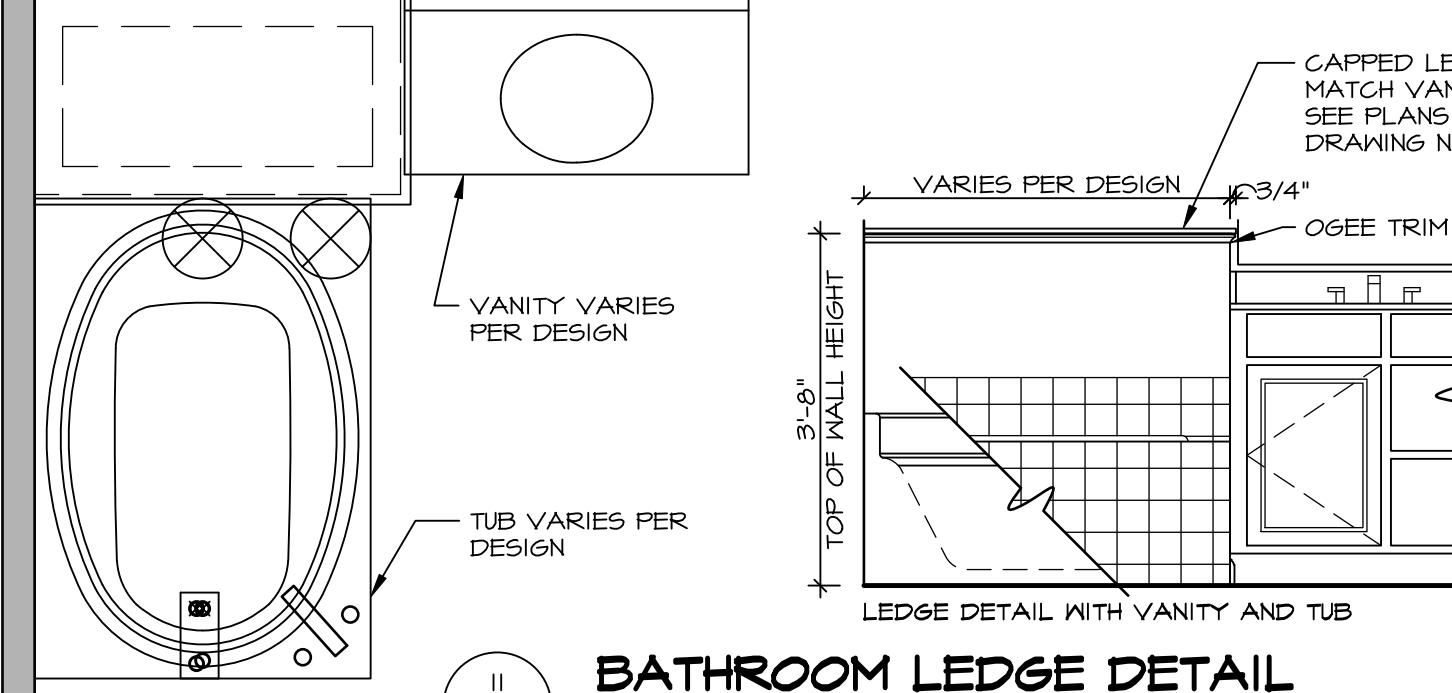 CAPPED LE
MATCH VAN
SEE PLANS
DRAWING N
VARIES PER DESIGN
3/4"
OGEE TRIM
VANITY VARIES
PER DESIGN
3'-8"
TOP OF WALL HEIGHT
TUB VARIES PER
DESIGN
LEDGE DETAIL WITH VANITY AND TUB
11
BATHROOM LEDGE DETAIL